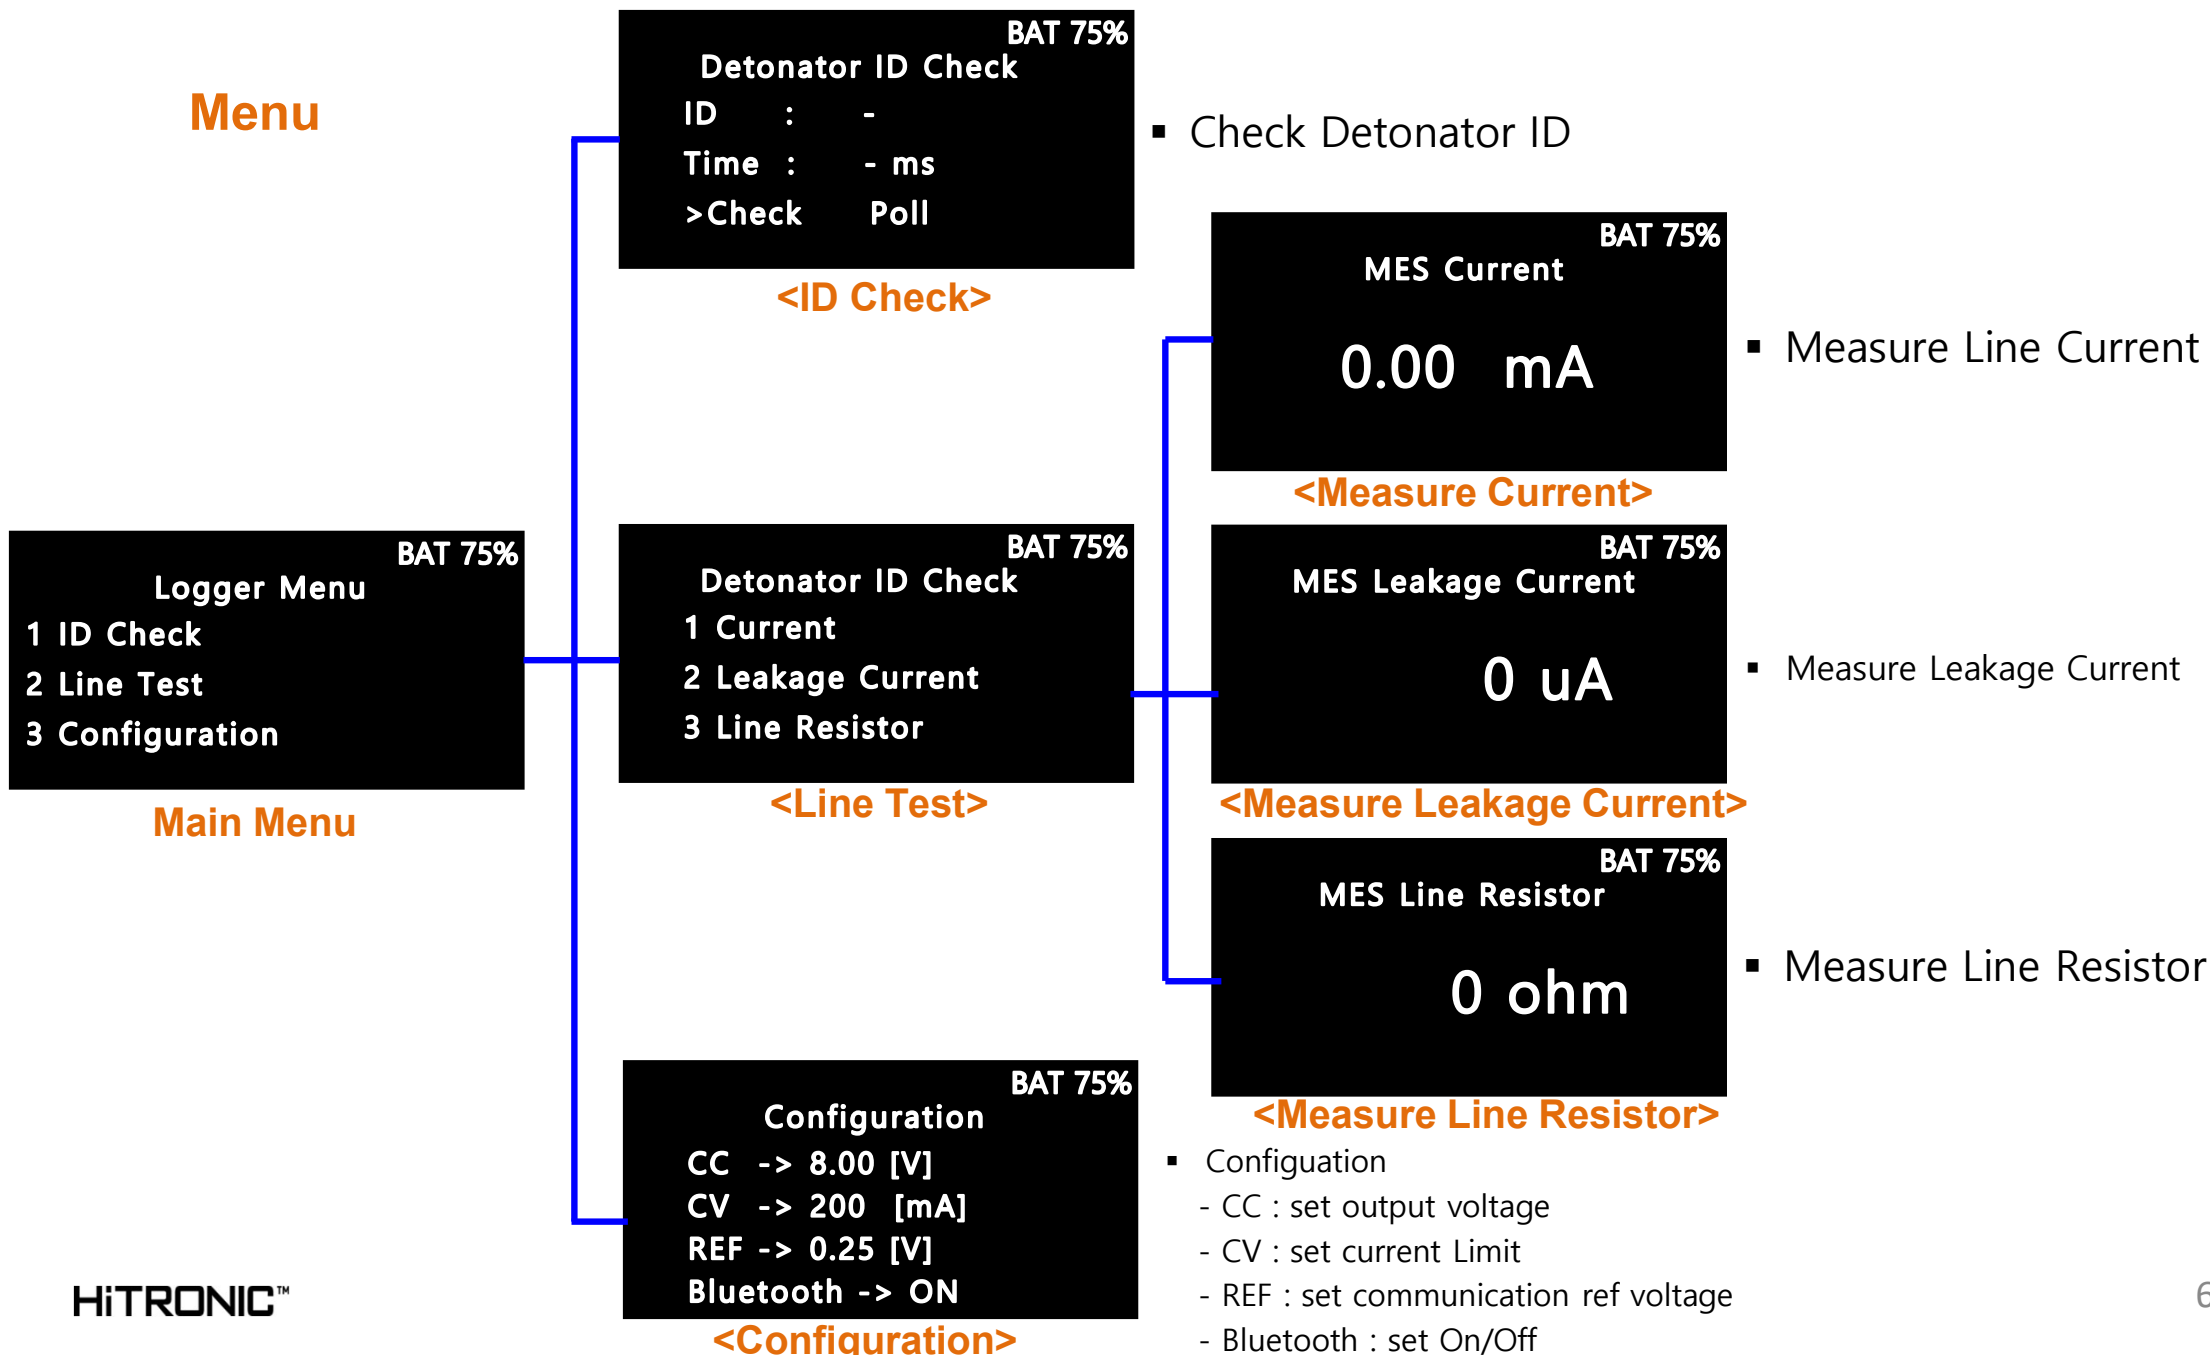 Menu
BAT 75%
Detonator ID Check
ID : -
Time : - ms
>Check Poll
<ID Check>
▪ Check Detonator ID
BAT 75%
MES Current
0.00 mA
<Measure Current>
▪ Measure Line Current
BAT 75%
Logger Menu
1 ID Check
2 Line Test
3 Configuration
Main Menu
BAT 75%
Detonator ID Check
1 Current
2 Leakage Current
3 Line Resistor
<Line Test>
BAT 75%
MES Leakage Current
0 uA
<Measure Leakage Current>
▪ Measure Leakage Current
BAT 75%
MES Line Resistor
0 ohm
<Measure Line Resistor>
▪ Measure Line Resistor
BAT 75%
Configuration
CC -> 8.00 [V]
CV -> 200 [mA]
REF -> 0.25 [V]
Bluetooth -> ON
<Configuration>
▪ Configuation
- CC : set output voltage
- CV : set current Limit
- REF : set communication ref voltage
- Bluetooth : set On/Off
HiTRONIC™
6